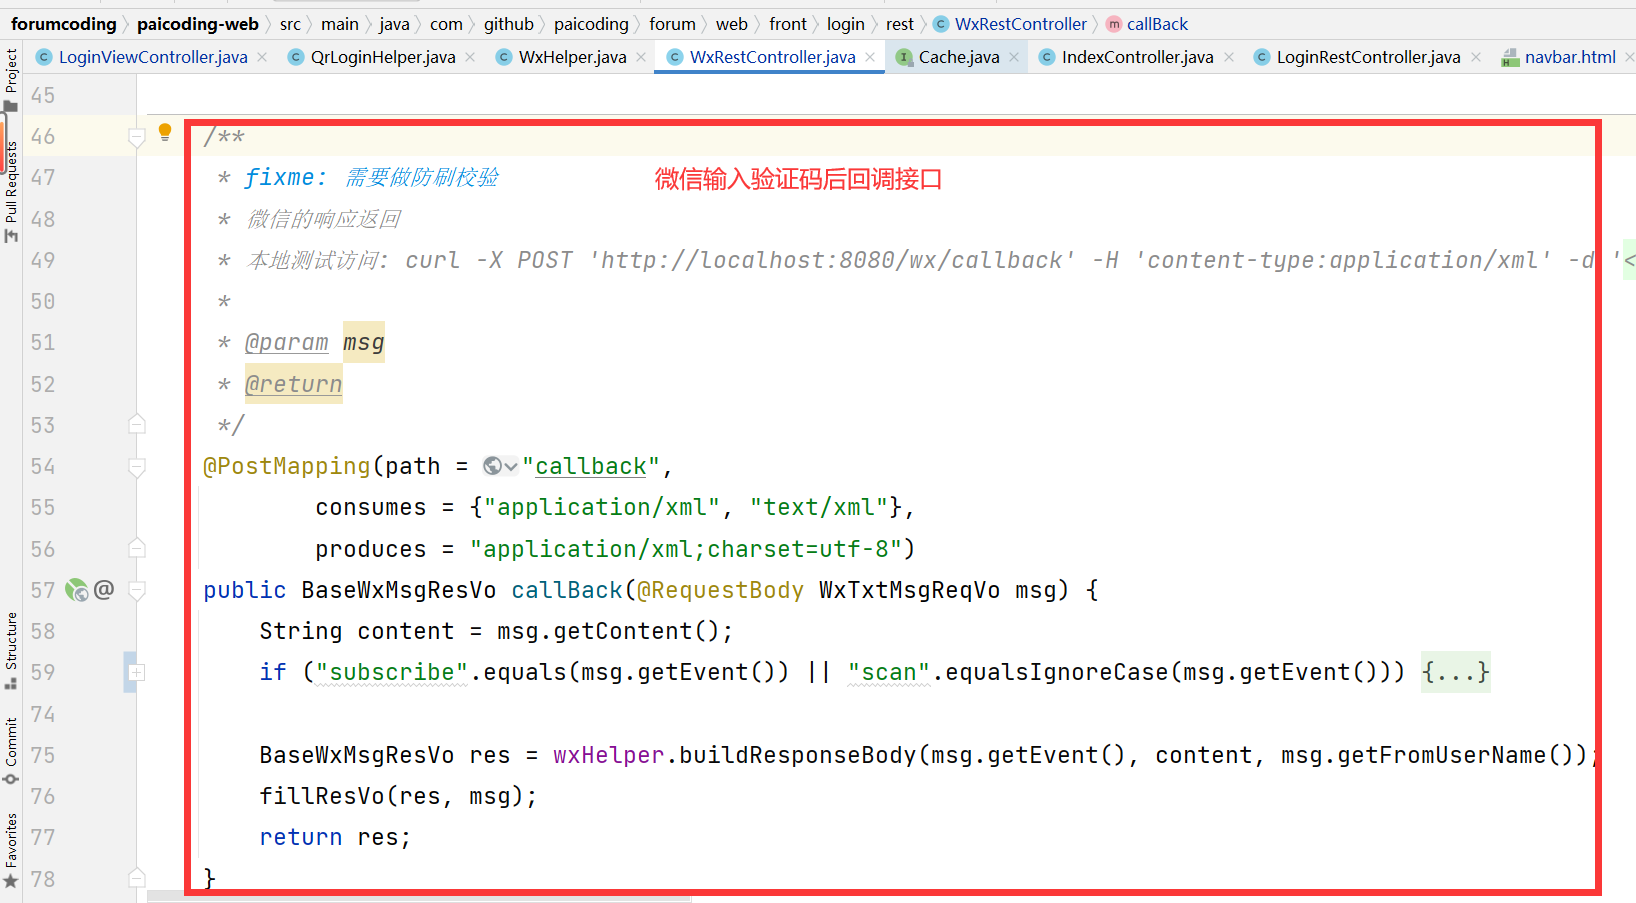 forumcoding paicoding-web src main java com github paicoding forum web front login rest WxRestController callBack
LoginViewController.java QrLoginHelper.java WxHelper.java WxRestController.java Cache.java IndexController.java LoginRestController.java navbar.html
Project
Pull Requests
Structure
Commit
Favorites
45
46 /**
47 * fixme: 需要做防刷校验
微信输入验证码后回调接口
48 * 微信的响应返回
49 * 本地测试访问: curl -X POST 'http://localhost:8080/wx/callback' -H 'content-type:application/xml' -d '<
50 *
51 * @param msg
52 * @return
53 */
54 @PostMapping(path = "callback",
55 consumes = {"application/xml", "text/xml"},
56 produces = "application/xml;charset=utf-8")
57 @ public BaseWxMsgResVo callBack(@RequestBody WxTxtMsgReqVo msg) {
58 String content = msg.getContent();
59 if ("subscribe".equals(msg.getEvent()) || "scan".equalsIgnoreCase(msg.getEvent())) {...}
74
75 BaseWxMsgResVo res = wxHelper.buildResponseBody(msg.getEvent(), content, msg.getFromUserName());
76 fillResVo(res, msg);
77 return res;
78 }